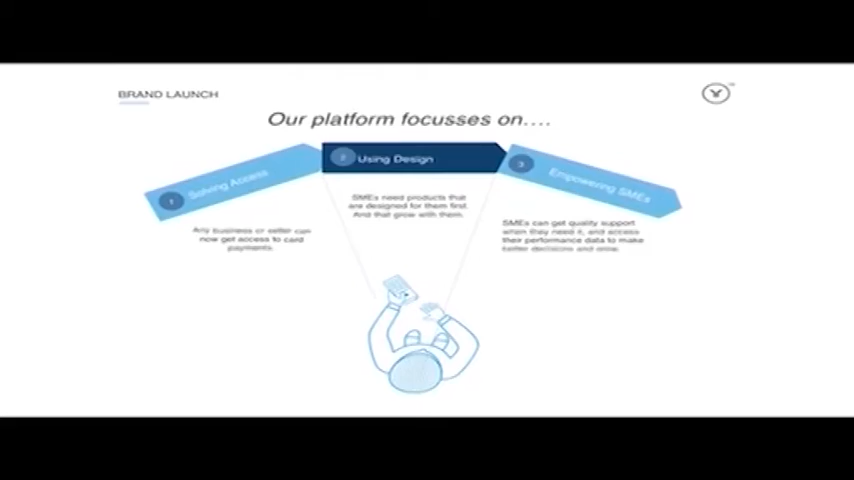 BRAND LAUNCH
Our platform focusses on....
1 Solving Access
2 Using Design
3 Empowering SMEs
Any business or seller can
now get access to card
payments.
SMEs need products that
are designed for them first.
And that grow with them.
SMEs can get quality support
when they need it, and access
their performance data to make
better decisions and grow.